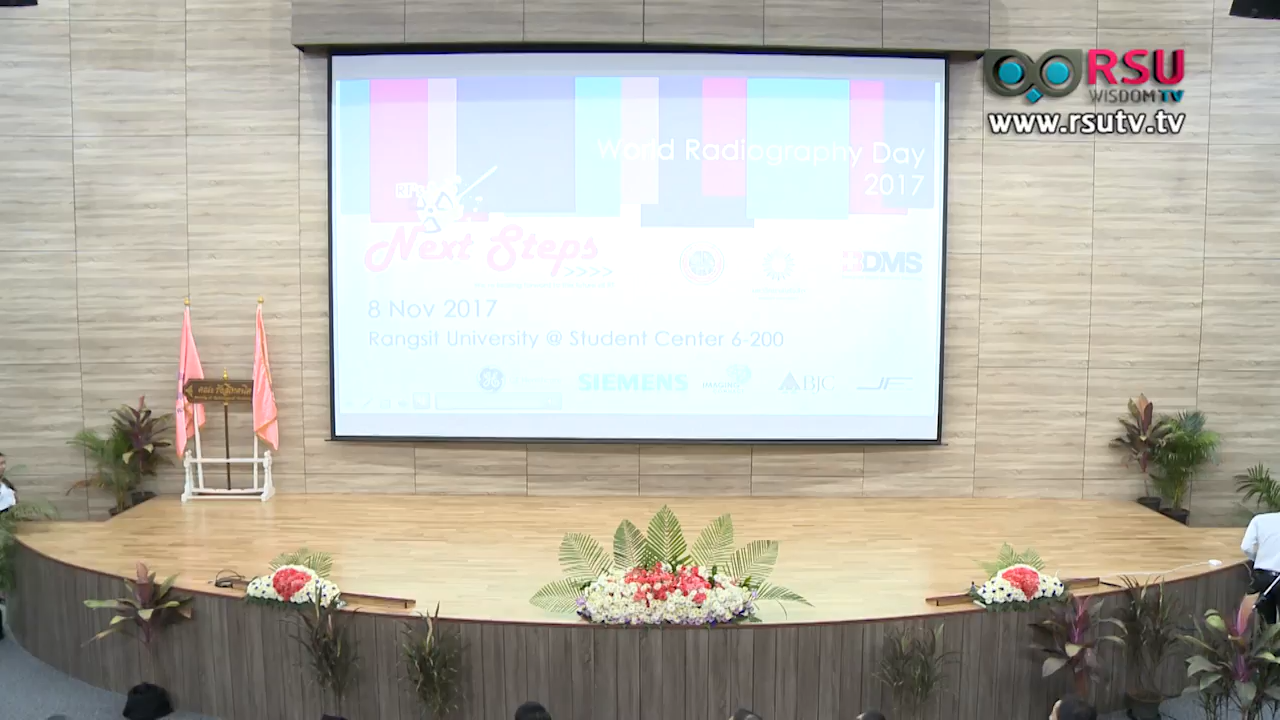 RSU
WISDOM TV
www.rsutv.tv
World Radiography Day
2017
Next Steps
>>>>
DMS
8 Nov 2017
Rangsit University @ Student Center 6-200
SIEMENS
BJC